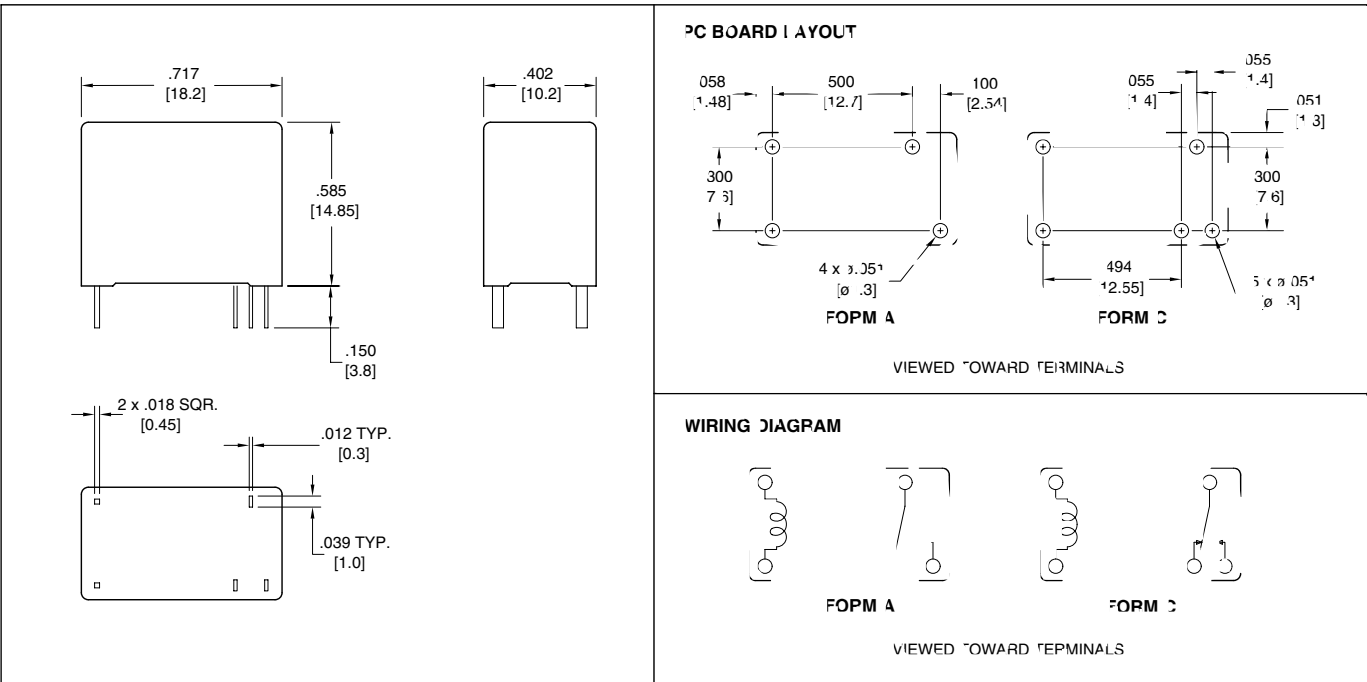 .717
[18.2]
.402
[10.2]
.585
[14.85]
.150
[3.8]
2 x .018 SQR.
[0.45]
.012 TYP.
[0.3]
.039 TYP.
[1.0]
PC BOARD LAYOUT
058
[1.48]
500
[12.7]
100
[2.54]
055
[1.4]
055
[1.4]
051
[1.3]
300
[7.6]
300
[7.6]
4 x ø.051
[ø1.3]
494
[12.55]
5 x ø.051
[ø1.3]
FORM A
FORM C
VIEWED TOWARD TERMINALS
WIRING DIAGRAM
FORM A
FORM C
VIEWED TOWARD TERMINALS